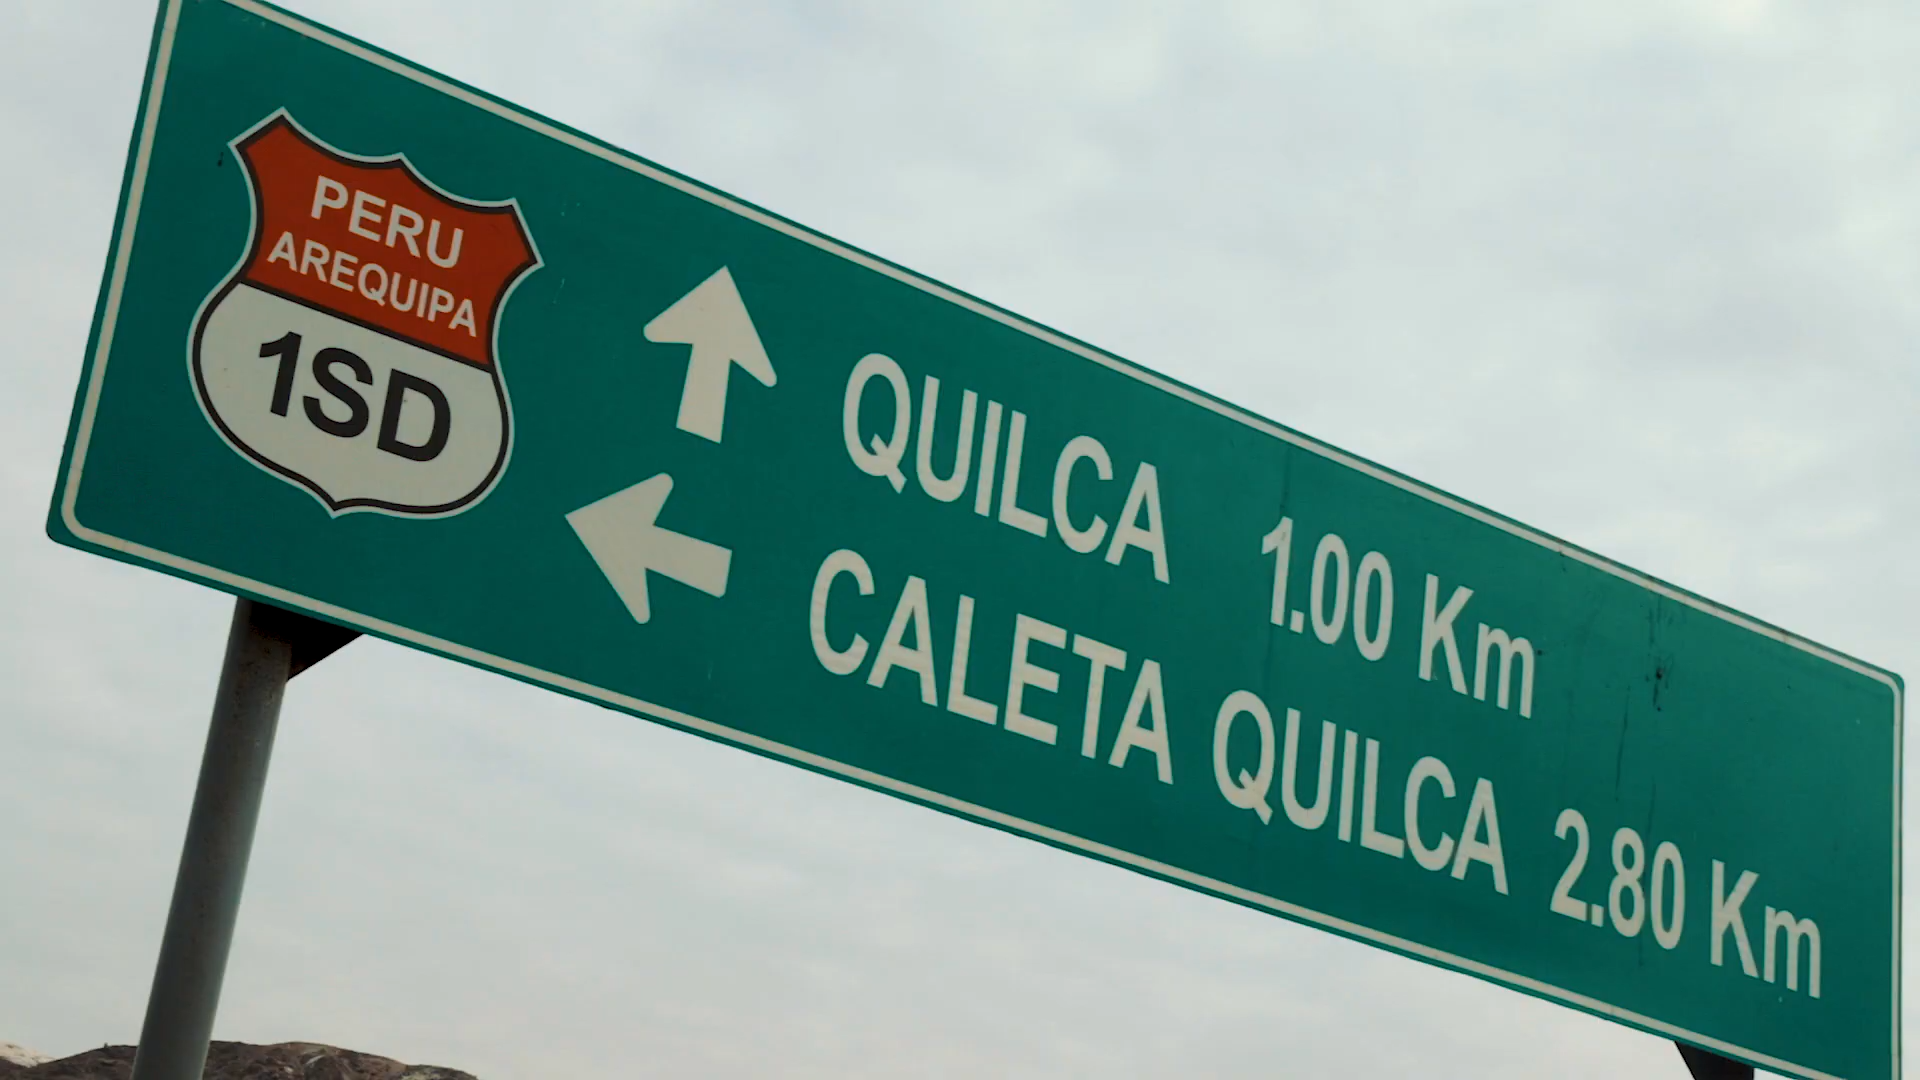 PERU
AREQUIPA
1SD
QUILCA 1.00 Km
CALETA QUILCA 2.80 Km